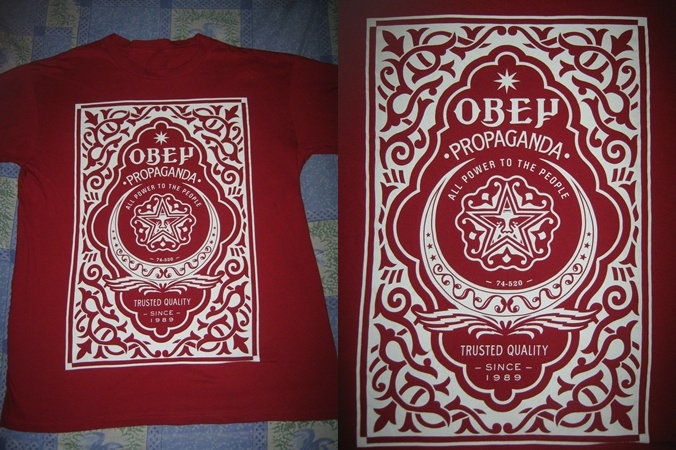 OBEY
·PROPAGANDA·
ALL POWER TO THE PEOPLE
– 74-520 –
TRUSTED QUALITY
– SINCE –
1989
OBEY
·PROPAGANDA·
ALL POWER TO THE PEOPLE
– 74-520 –
TRUSTED QUALITY
– SINCE –
1989